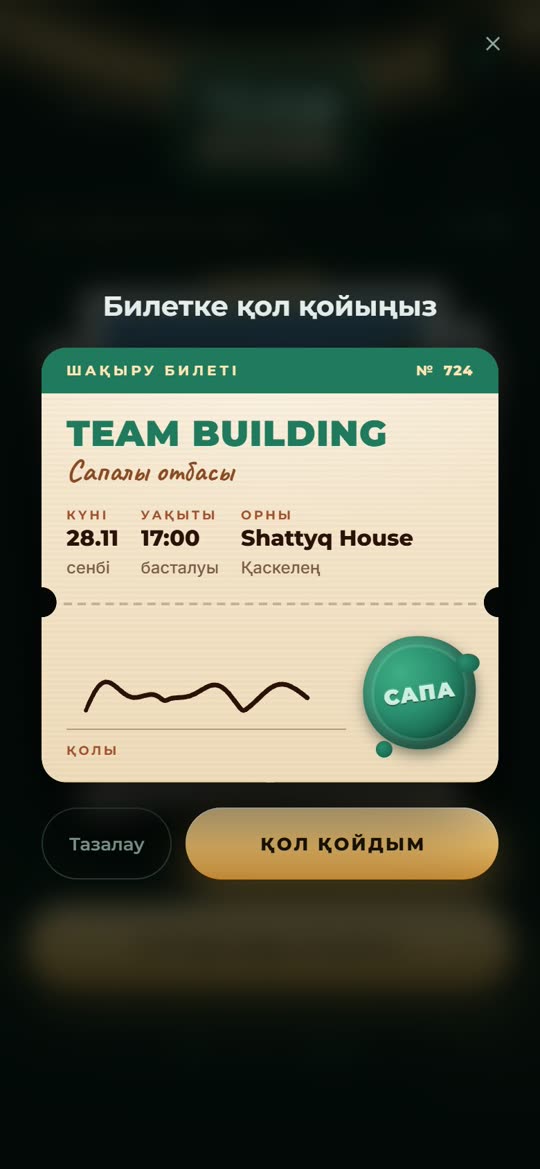 Билетке қол қойыңыз
ШАҚЫРУ БИЛЕТІ № 724
TEAM BUILDING
Сапалы отбасы
КҮНІ УАҚЫТЫ ОРНЫ
28.11 17:00 Shattyq House
сенбі басталуы Қаскелең
САПА
ҚОЛЫ
Тазалау ҚОЛ ҚОЙДЫМ